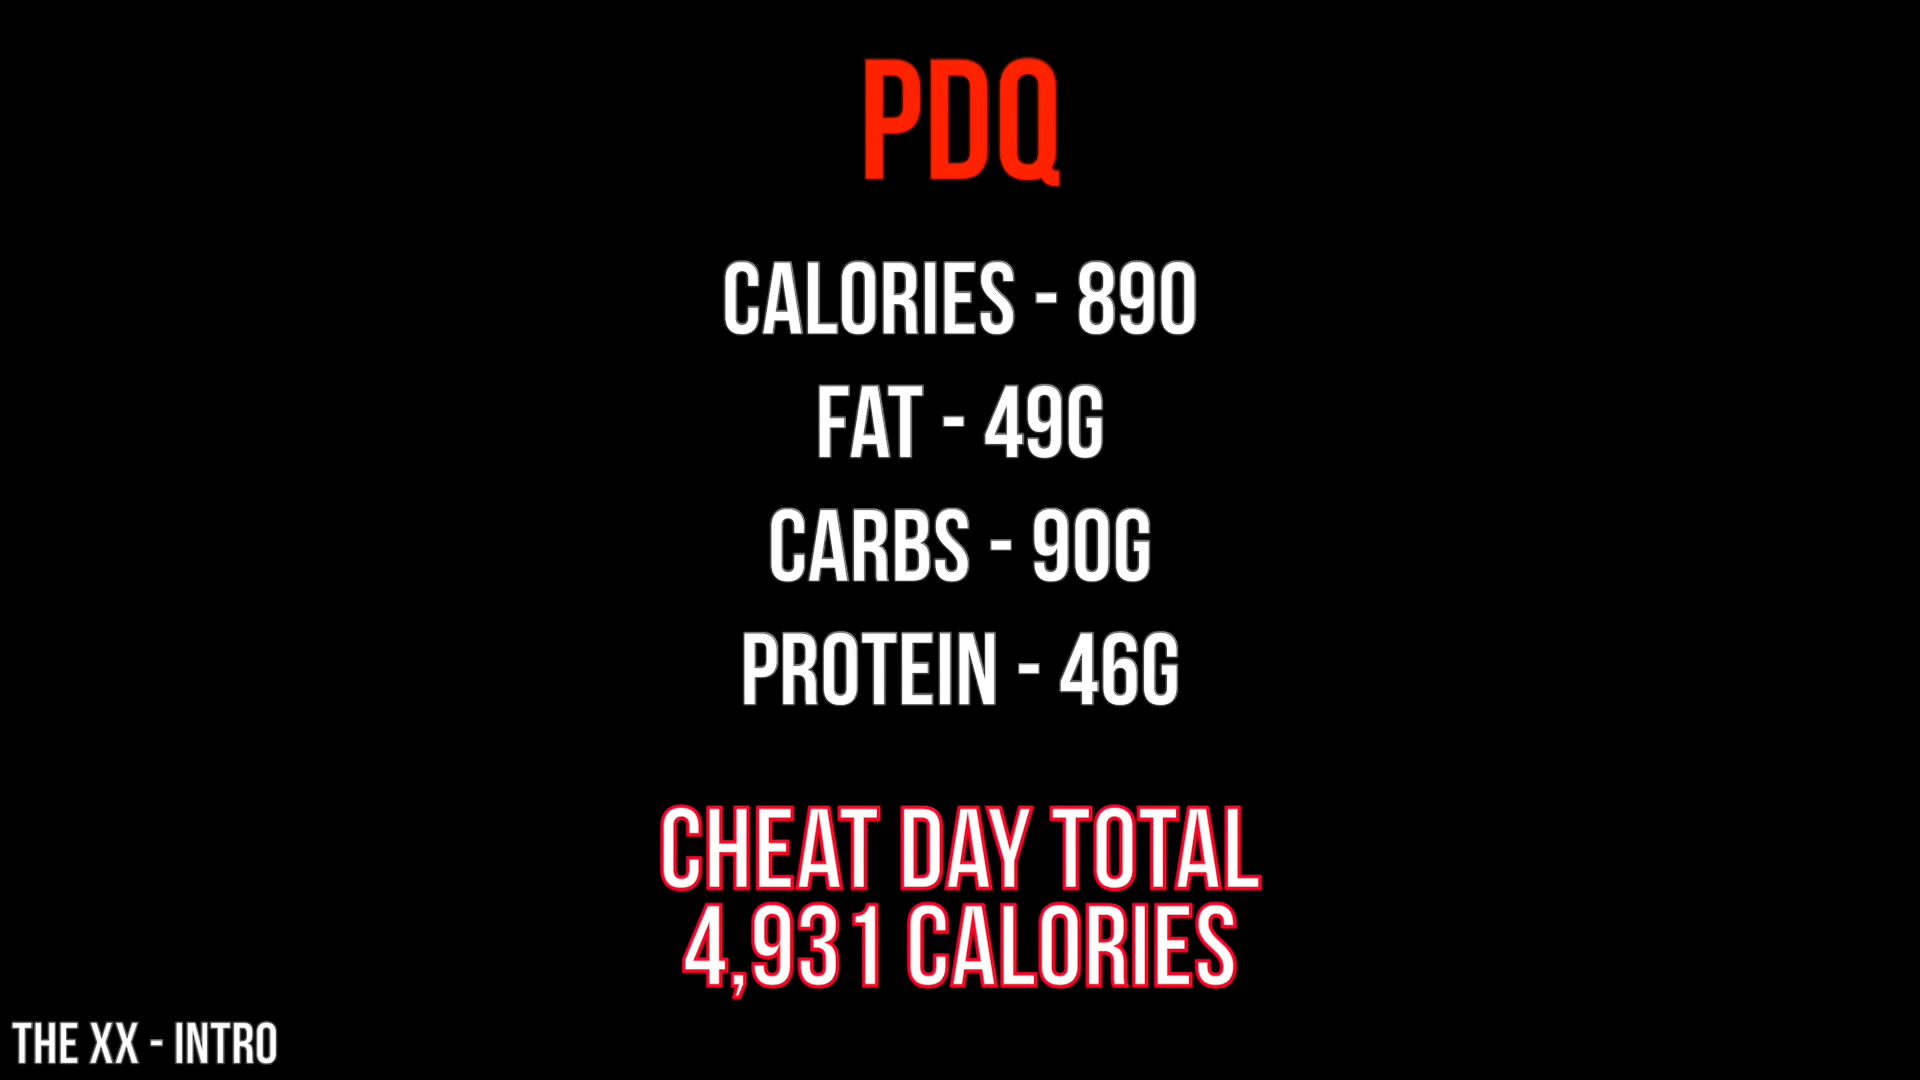 PDQ
CALORIES - 890
FAT - 49G
CARBS - 90G
PROTEIN - 46G
CHEAT DAY TOTAL
4,931 CALORIES
THE XX - INTRO